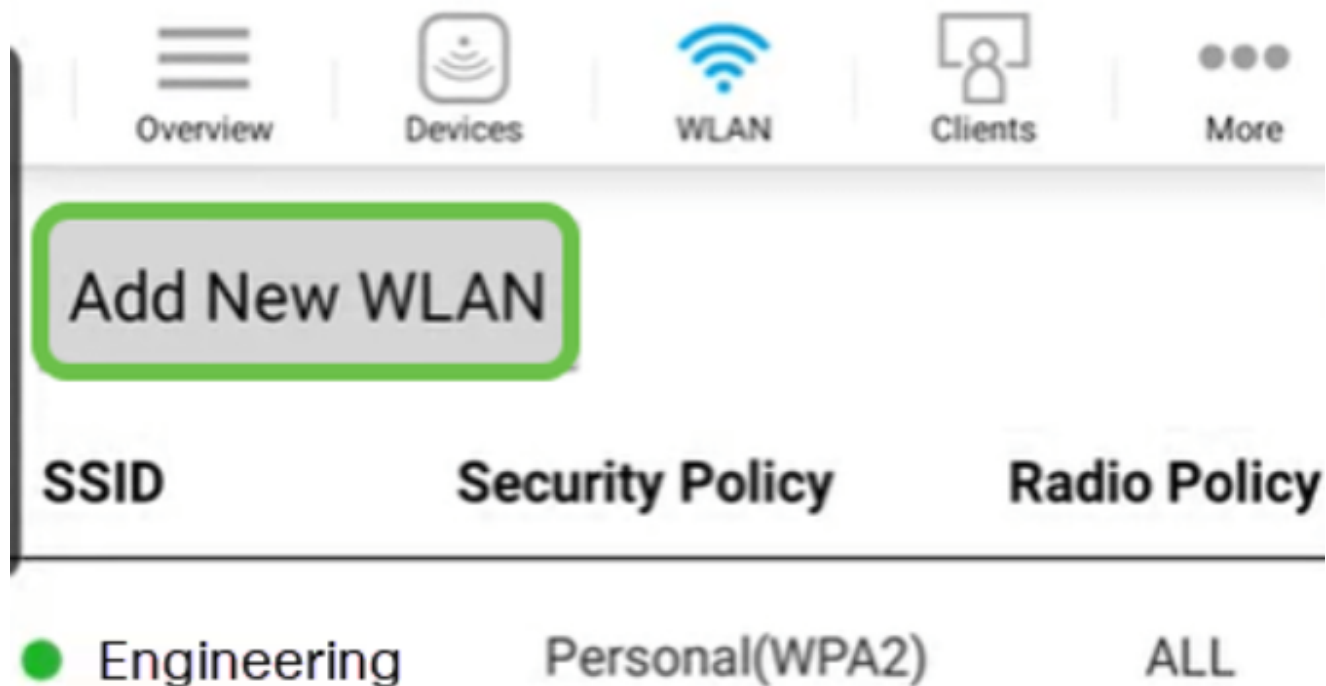 Overview Devices WLAN Clients More
Add New WLAN
SSID Security Policy Radio Policy
Engineering Personal(WPA2) ALL